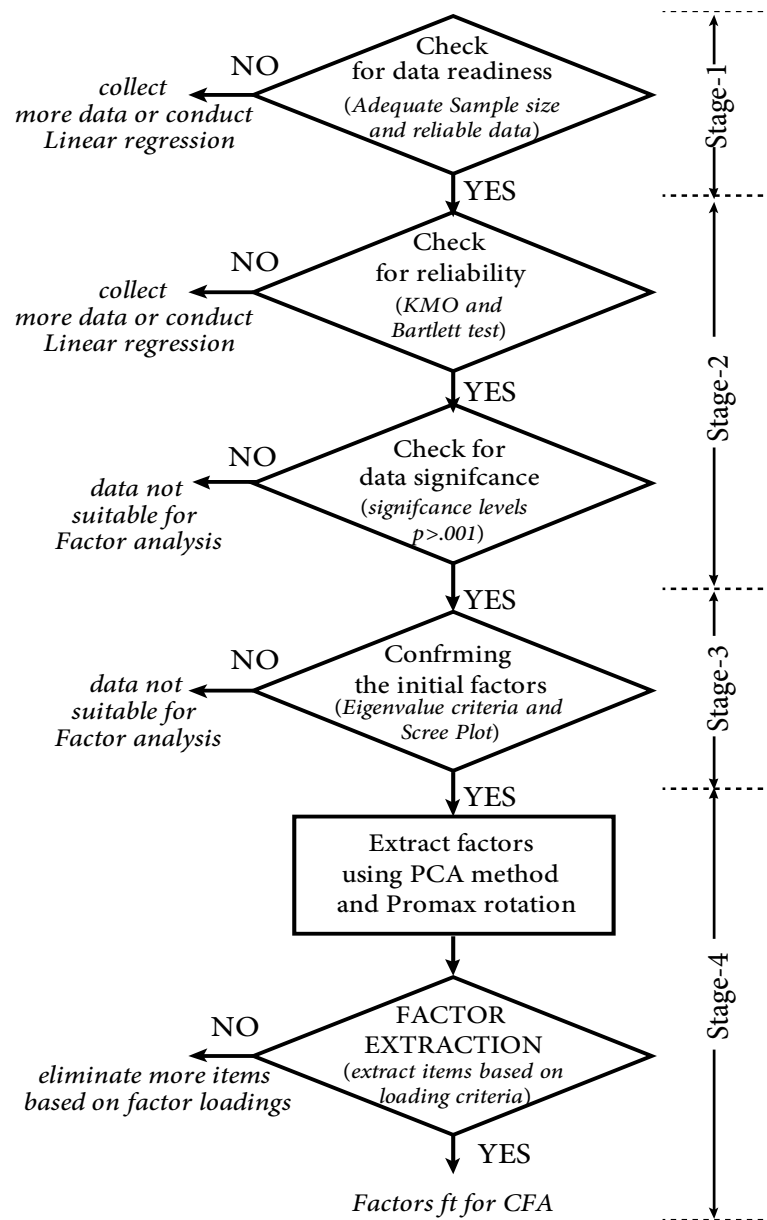 Check
for data readiness
(Adequate Sample size
and reliable data)
NO
collect
more data or conduct
Linear regression
YES
Stage-1
Check
for reliability
(KMO and
Bartlett test)
NO
collect
more data or conduct
Linear regression
YES
Check for
data signifcance
(signifcance levels
p>.001)
NO
data not
suitable for
Factor analysis
YES
Stage-2
Confrming
the initial factors
(Eigenvalue criteria and
Scree Plot)
NO
data not
suitable for
Factor analysis
YES
Stage-3
Extract factors
using PCA method
and Promax rotation
FACTOR
EXTRACTION
(extract items based on
loading criteria)
NO
eliminate more items
based on factor loadings
YES
Factors ft for CFA
Stage-4